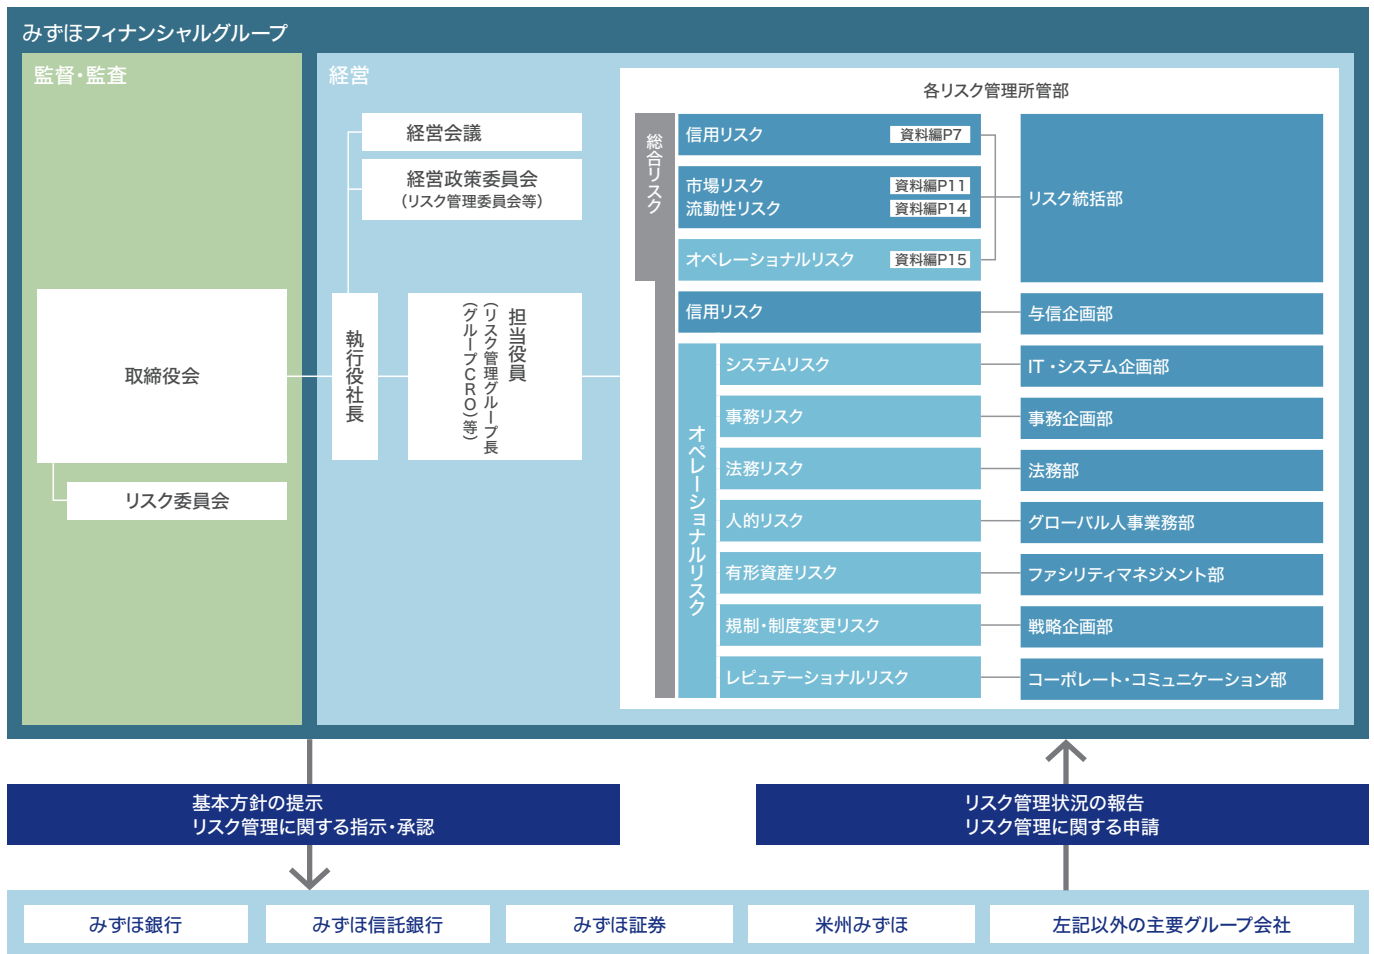 みずほフィナンシャルグループ
監督・監査
取締役会
リスク委員会
経営
経営会議
経営政策委員会
（リスク管理委員会等）
執行役社長
担当役員
（リスク管理グループ長
（グループCRO）等）
各リスク管理所管部
総合リスク
信用リスク
資料編P7
市場リスク
資料編P11
流動性リスク
資料編P14
オペレーショナルリスク
資料編P15
リスク統括部
信用リスク
与信企画部
オペレーショナルリスク
システムリスク
IT・システム企画部
事務リスク
事務企画部
法務リスク
法務部
人的リスク
グローバル人事業務部
有形資産リスク
ファシリティマネジメント部
規制・制度変更リスク
戦略企画部
レピュテーショナルリスク
コーポレート・コミュニケーション部
基本方針の提示
リスク管理に関する指示・承認
リスク管理状況の報告
リスク管理に関する申請
みずほ銀行
みずほ信託銀行
みずほ証券
米州みずほ
左記以外の主要グループ会社